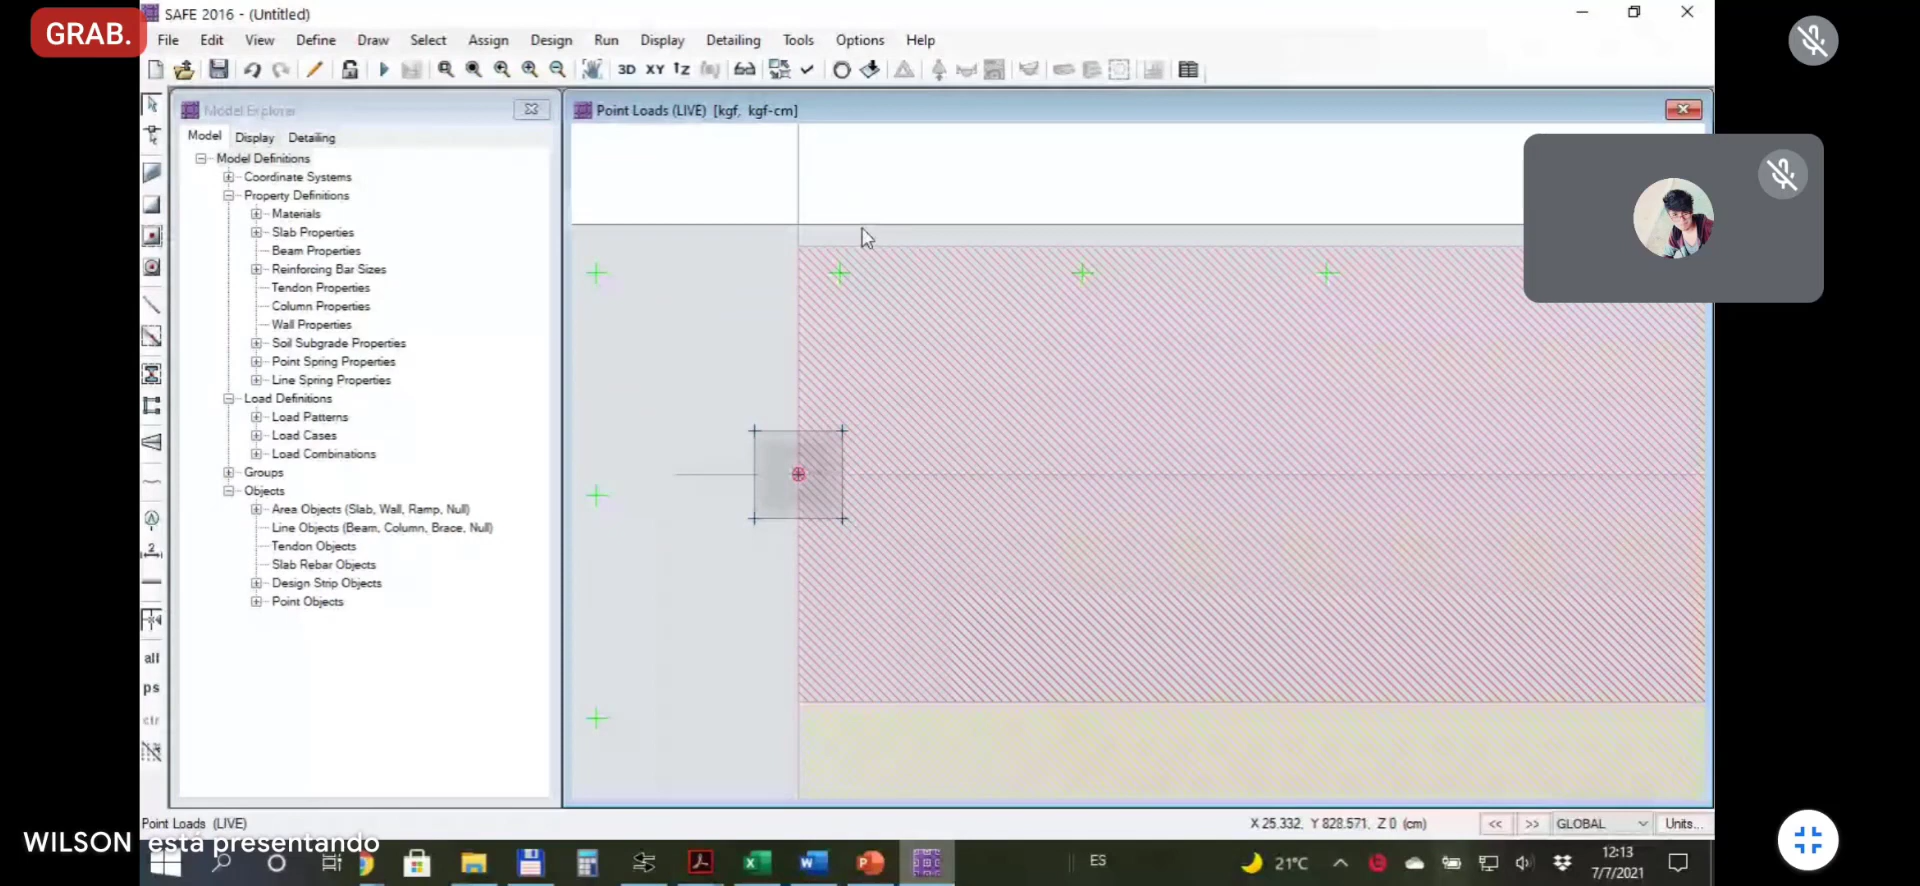 GRAB.
SAFE 2016 - (Untitled)
File Edit View Define Draw Select Assign Design Run Display Detailing Tools Options Help
3D XY
Model Explorer
Model Display Detailing
Model Definitions
Coordinate Systems
Property Definitions
Materials
Slab Properties
Beam Properties
Reinforcing Bar Sizes
Tendon Properties
Column Properties
Wall Properties
Soil Subgrade Properties
Point Spring Properties
Line Spring Properties
Load Definitions
Load Patterns
Load Cases
Load Combinations
Groups
Objects
Area Objects (Slab, Wall, Ramp, Null)
Line Objects (Beam, Column, Brace, Null)
Tendon Objects
Slab Rebar Objects
Design Strip Objects
Point Objects
Point Loads (LIVE) [kgf, kgf-cm]
all
ps
clr
Point Loads (LIVE)
X 25.332, Y 828.571, Z 0 (cm)
<< >> GLOBAL Units...
WILSON está presentando
ES
21°C
12:13
7/7/2021